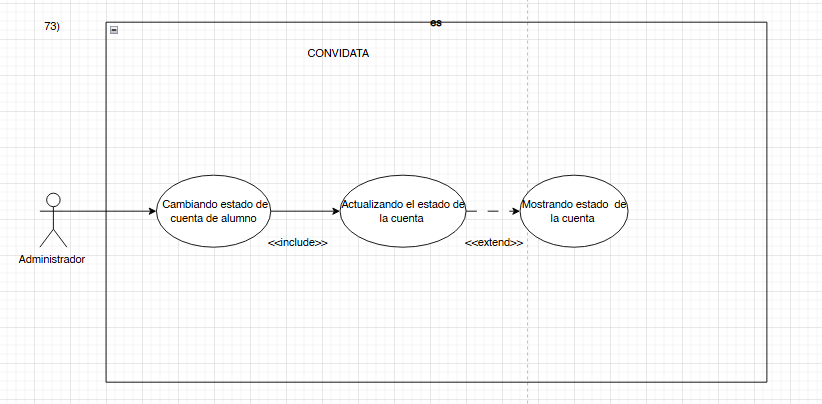 73)
es
CONVIDATA
Cambiando estado de
cuenta de alumno
Actualizando el estado de
la cuenta
Mostrando estado de
la cuenta
<<include>>
<<extend>>
Administrador